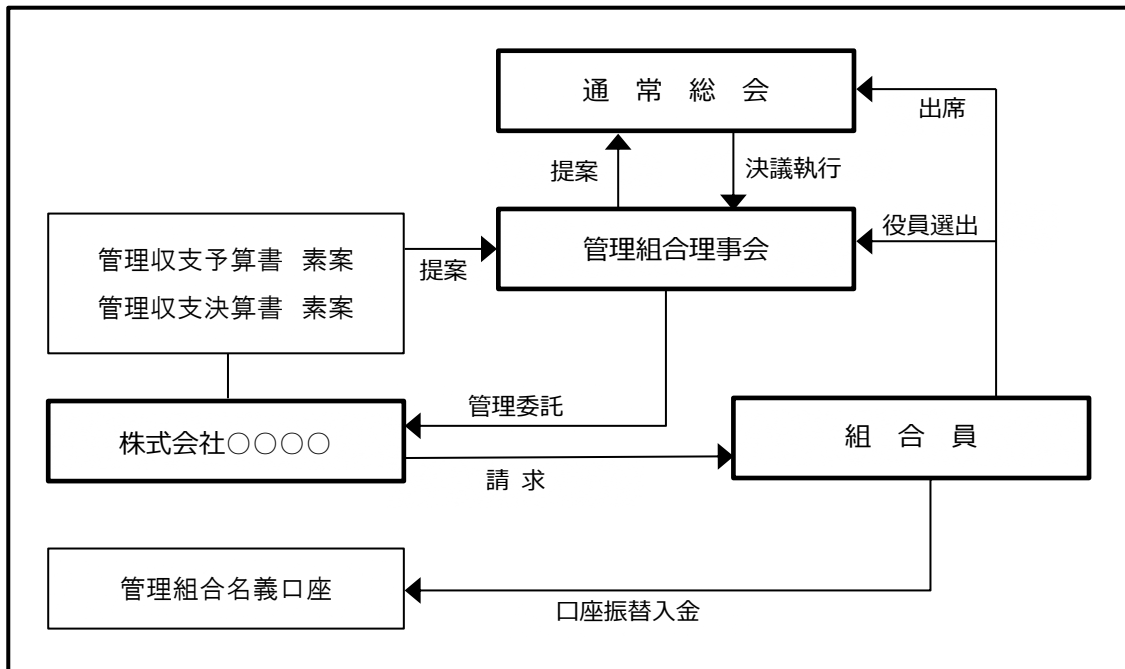 通 常 総 会
出席
提案
決議執行
管理組合理事会
役員選出
管理収支予算書 素案
管理収支決算書 素案
提案
管理委託
株式会社○○○○
組 合 員
請 求
管理組合名義口座
口座振替入金